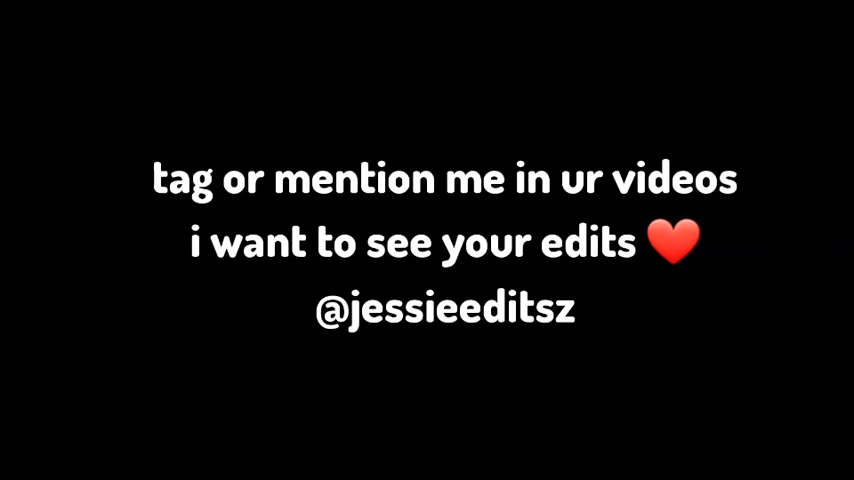 tag or mention me in ur videos
i want to see your edits ❤️
@jessieeditsz